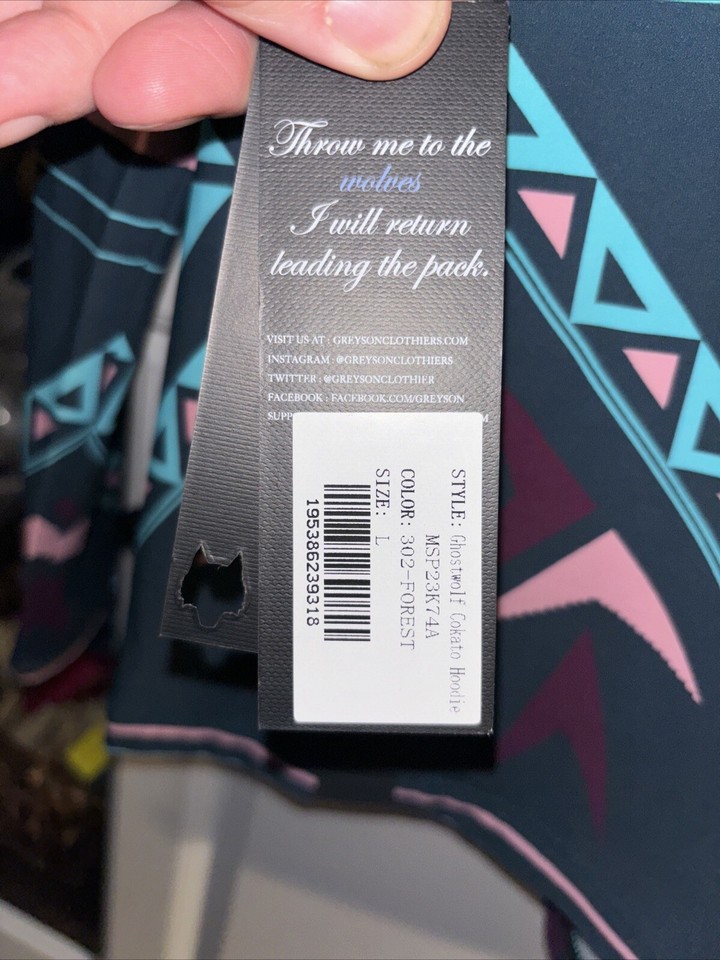 Throw me to the
wolves
I will return
leading the pack.
VISIT US AT : GREYSONCLOTHIERS.COM
INSTAGRAM : @GREYSONCLOTHIERS
TWITTER : @GREYSONCLOTHIER
FACEBOOK : FACEBOOK.COM/GREYSON
STYLE: Ghostwolf Cokato Hoodie
MSP23K74A
COLOR: 302-FOREST
SIZE: L
195386239318